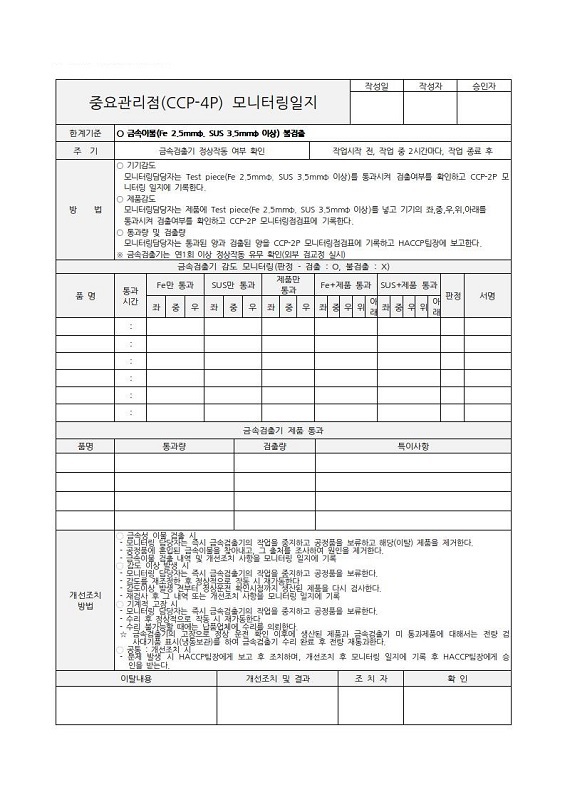 중요관리점(CCP-4P) 모니터링일지
작성일 작성자 승인자
한계기준 ○ 금속이물(Fe 2.5mmφ, SUS 3.5mmφ 이상) 불검출
주 기 금속검출기 정상작동 여부 확인 작업시작 전, 작업 중 2시간마다, 작업 종료 후
방 법
○ 기기감도
모니터링담당자는 Test piece(Fe 2.5mmφ, SUS 3.5mmφ 이상)를 통과시켜 검출여부를 확인하고 CCP-2P 모
니터링 일지에 기록한다.
○ 제품감도
모니터링담당자는 제품에 Test piece(Fe 2.5mmφ, SUS 3.5mmφ 이상)를 넣고 기기의 좌,중,우,위,아래를
통과시켜 검출여부를 확인하고 CCP-2P 모니터링점검표에 기록한다.
○ 통과량 및 검출량
모니터링담당자는 통과된 양과 검출된 양을 CCP-2P 모니터링점검표에 기록하고 HACCP팀장에 보고한다.
※ 금속검출기는 연1회 이상 정상작동 유무 확인(외부 검교정 실시)
금속검출기 감도 모니터링(판정 - 검출 : O, 불검출 : X)
품 명 통과 시간 Fe만 통과 SUS만 통과 제품만 통과 Fe+제품 통과 SUS+제품 통과 판정 서명
좌 중 우 좌 중 우 좌 중 우 좌 중 우 위 아래 좌 중 우 위 아래
:
:
:
:
:
:
금속검출기 제품 통과
품명 통과량 검출량 특이사항
개선조치
방법
○ 금속성 이물 검출 시
- 모니터링 담당자는 즉시 금속검출기의 작업을 중지하고 공정품을 보류하고 해당(이탈) 제품을 제거한다.
- 공정품에 혼입된 금속이물을 찾아내고, 그 출처를 조사하여 원인을 제거한다.
- 금속이물 검출 내역 및 개선조치 사항을 모니터링 일지에 기록
○ 감도 이상 발생 시
- 모니터링 담당자는 즉시 금속검출기의 작업을 중지하고 공정품을 보류한다.
- 감도를 재조정한 후 정상적으로 작동 시 재가동한다.
- 감도이상 발생 전부터 정상운전 확인시점까지 생산된 제품을 다시 검사한다.
- 재검사 후 그 내역 또는 개선조치 사항을 모니터링 일지에 기록
○ 기계적 고장 시
- 모니터링 담당자는 즉시 금속검출기의 작업을 중지하고 공정품을 보류한다.
- 수리 후 정상적으로 작동 시 재가동한다.
- 수리 불가능할 때에는 납품업체에 수리를 의뢰한다.
☆ 금속검출기의 고장으로 정상 운전 확인 이후에 생산된 제품과 금속검출기 미 통과제품에 대해서는 전량 검
사대기품 표시(냉동보관)를 하여 금속검출기 수리 완료 후 전량 재통과한다.
○ 공통 : 개선조치 시
- 문제 발생 시 HACCP팀장에게 보고 후 조치하며, 개선조치 후 모니터링 일지에 기록 후 HACCP팀장에게 승
인을 받는다.
이탈내용 개선조치 및 결과 조 치 자 확 인